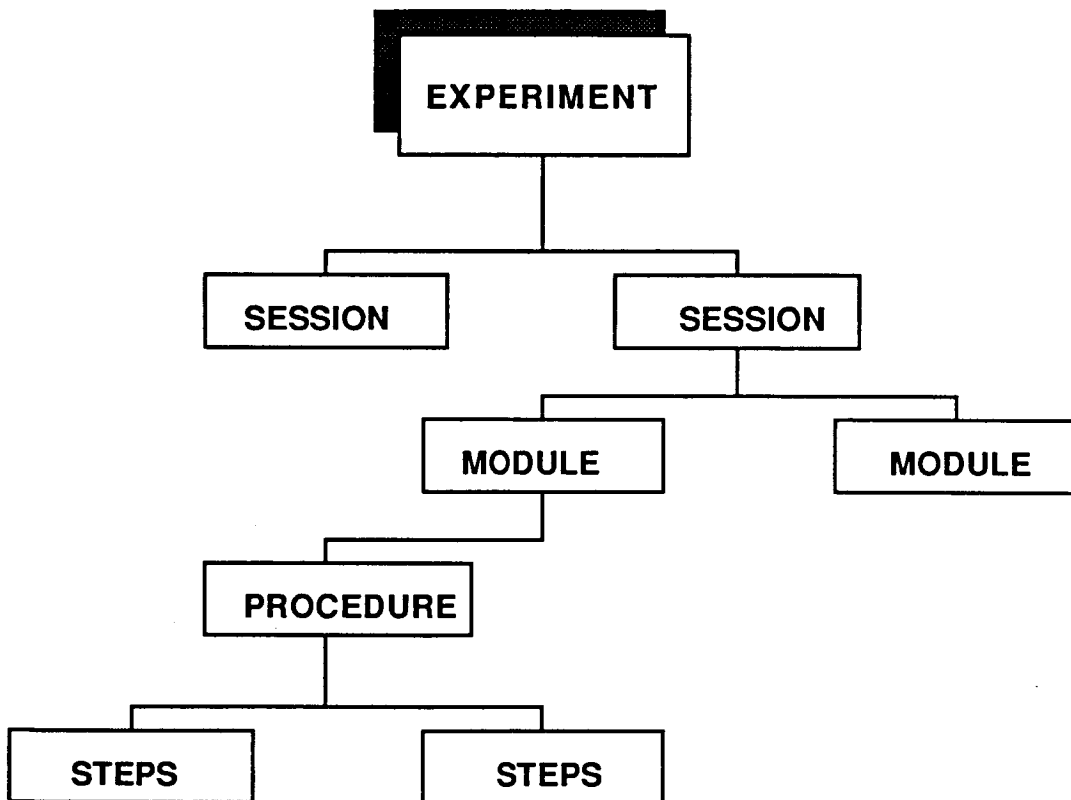 EXPERIMENT
SESSION
SESSION
MODULE
MODULE
PROCEDURE
STEPS
STEPS